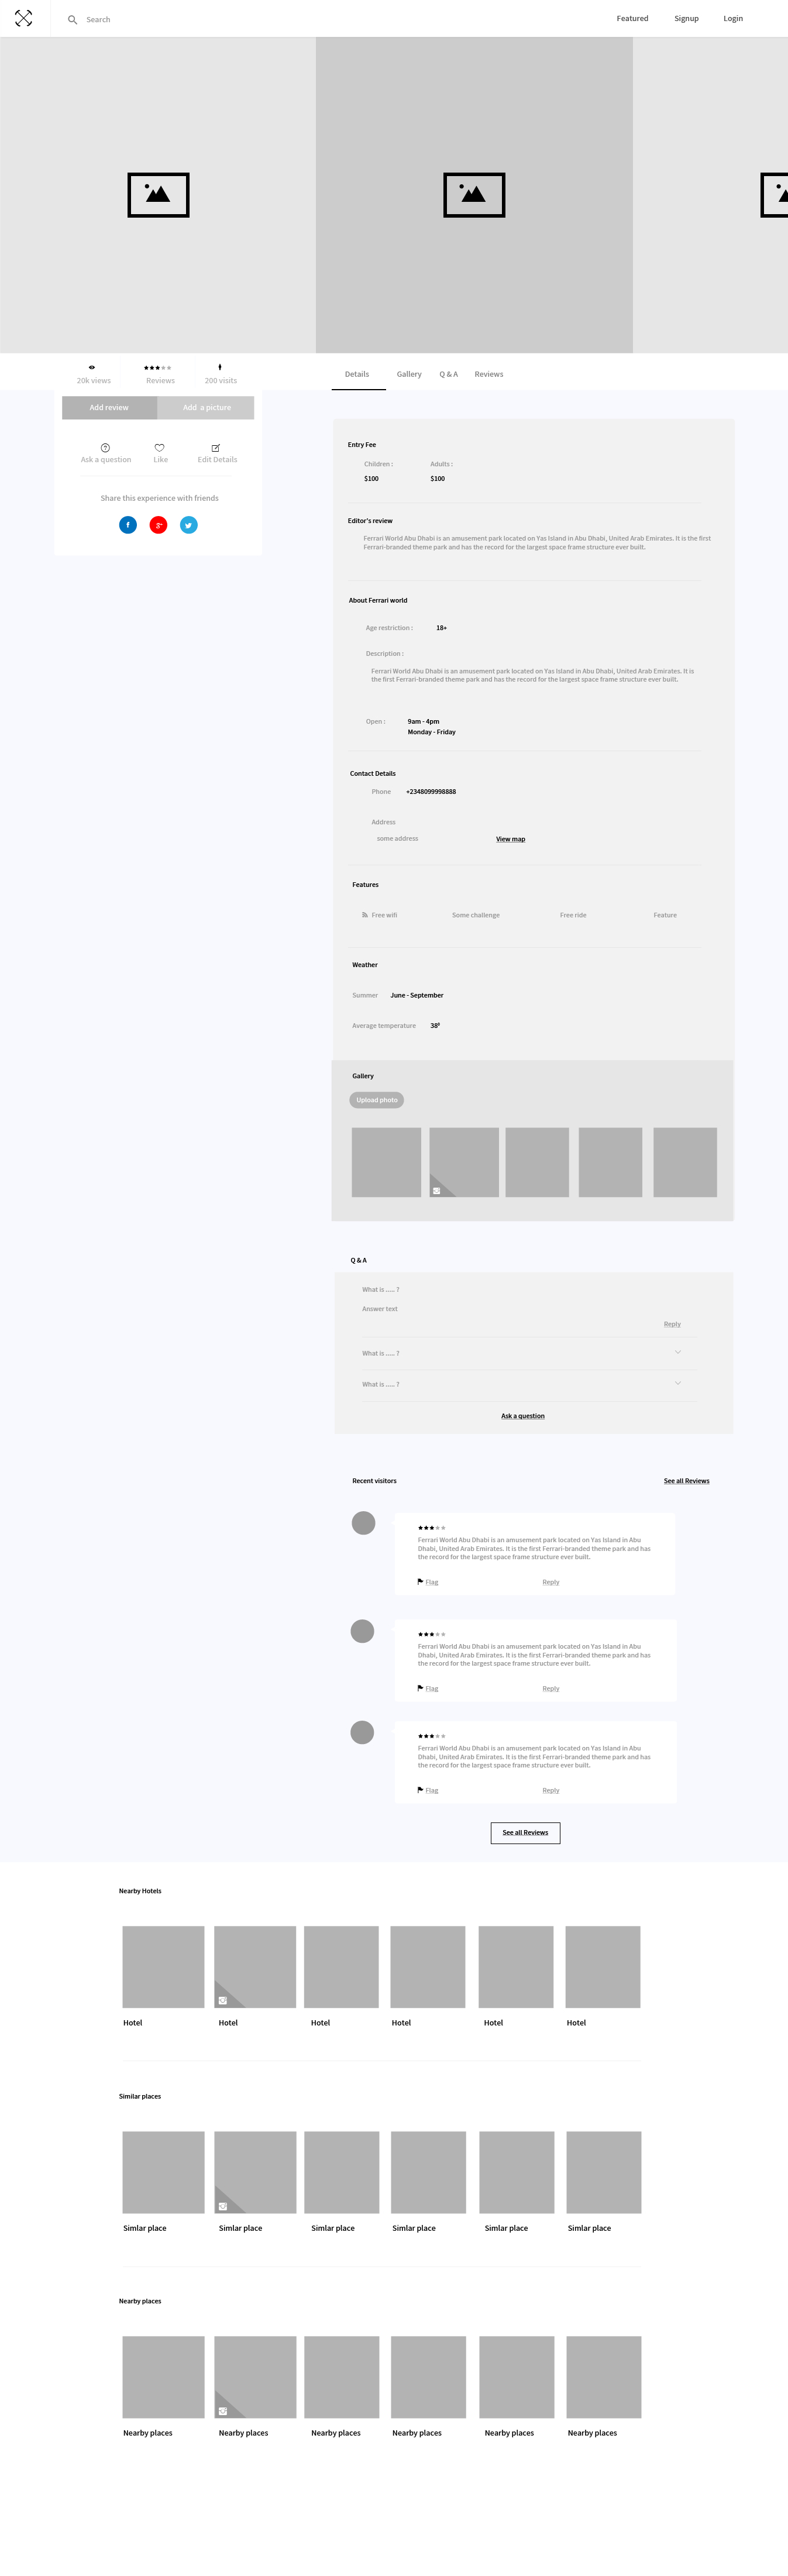 Search
Featured
Signup
Login
20k views
Reviews
200 visits
Details
Gallery
Q & A
Reviews
Add review
Add a picture
Ask a question
Like
Edit Details
Share this experience with friends
f
g+
Entry Fee
Children :
Adults :
$100
$100
Editor's review
Ferrari World Abu Dhabi is an amusement park located on Yas Island in Abu Dhabi, United Arab Emirates. It is the first
Ferrari-branded theme park and has the record for the largest space frame structure ever built.
About Ferrari world
Age restriction :
18+
Description :
Ferrari World Abu Dhabi is an amusement park located on Yas Island in Abu Dhabi, United Arab Emirates. It is
the first Ferrari-branded theme park and has the record for the largest space frame structure ever built.
Open :
9am - 4pm
Monday - Friday
Contact Details
Phone
+2348099998888
Address
some address
View map
Features
Free wifi
Some challenge
Free ride
Feature
Weather
Summer
June - September
Average temperature
38⁰
Gallery
Upload photo
Q & A
What is ..... ?
Answer text
Reply
What is ..... ?
What is ..... ?
Ask a question
Recent visitors
See all Reviews
Ferrari World Abu Dhabi is an amusement park located on Yas Island in Abu
Dhabi, United Arab Emirates. It is the first Ferrari-branded theme park and has
the record for the largest space frame structure ever built.
Flag
Reply
Ferrari World Abu Dhabi is an amusement park located on Yas Island in Abu
Dhabi, United Arab Emirates. It is the first Ferrari-branded theme park and has
the record for the largest space frame structure ever built.
Flag
Reply
Ferrari World Abu Dhabi is an amusement park located on Yas Island in Abu
Dhabi, United Arab Emirates. It is the first Ferrari-branded theme park and has
the record for the largest space frame structure ever built.
Flag
Reply
See all Reviews
Nearby Hotels
Hotel
Hotel
Hotel
Hotel
Hotel
Hotel
Similar places
Simlar place
Simlar place
Simlar place
Simlar place
Simlar place
Simlar place
Nearby places
Nearby places
Nearby places
Nearby places
Nearby places
Nearby places
Nearby places